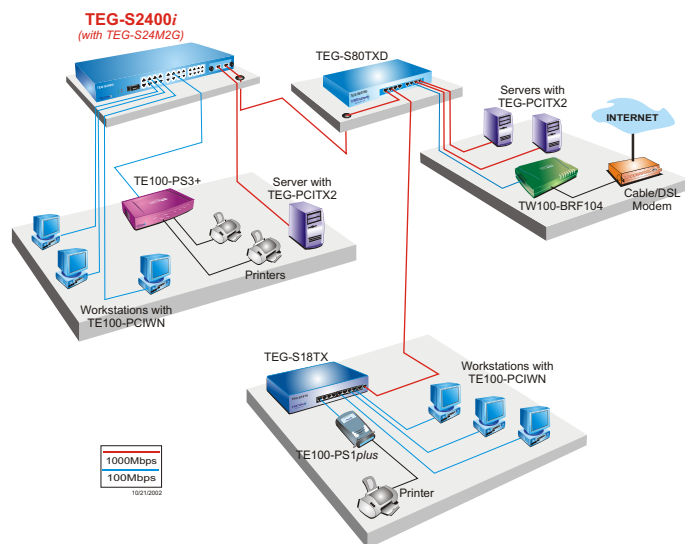 TEG-S2400i
(with TEG-S24M2G)
TEG-S80TXD
Servers with
TEG-PCITX2
INTERNET
TE100-PS3+
Server with
TEG-PCITX2
Cable/DSL
Modem
TW100-BRF104
Printers
Workstations with
TE100-PCIWN
TEG-S18TX
Workstations with
TE100-PCIWN
TE100-PS1plus
Printer
1000Mbps
100Mbps
10/21/2002